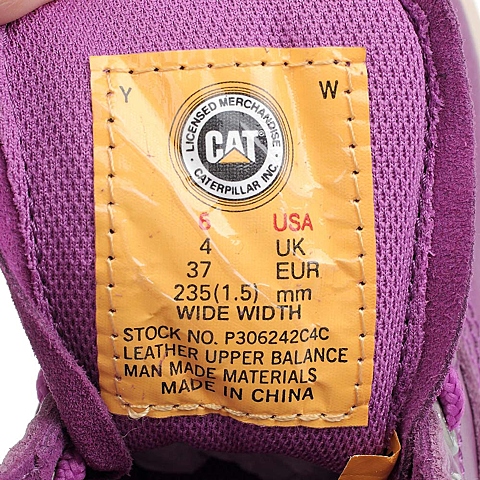 Y W
LICENSED MERCHANDISE
CAT®
CATERPILLAR INC.
6 USA
4 UK
37 EUR
235(1.5) mm
WIDE WIDTH
STOCK NO. P306242C4C
LEATHER UPPER BALANCE
MAN MADE MATERIALS
MADE IN CHINA